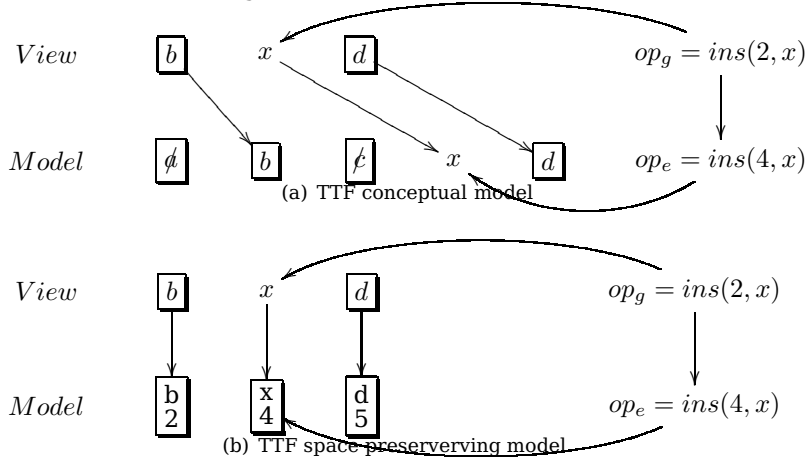 View b x d op_g = ins(2, x)
Model a b c x d op_e = ins(4, x)
(a) TTF conceptual model
View b x d op_g = ins(2, x)
Model b x d op_e = ins(4, x)
2 4 5
(b) TTF space-preserverving model